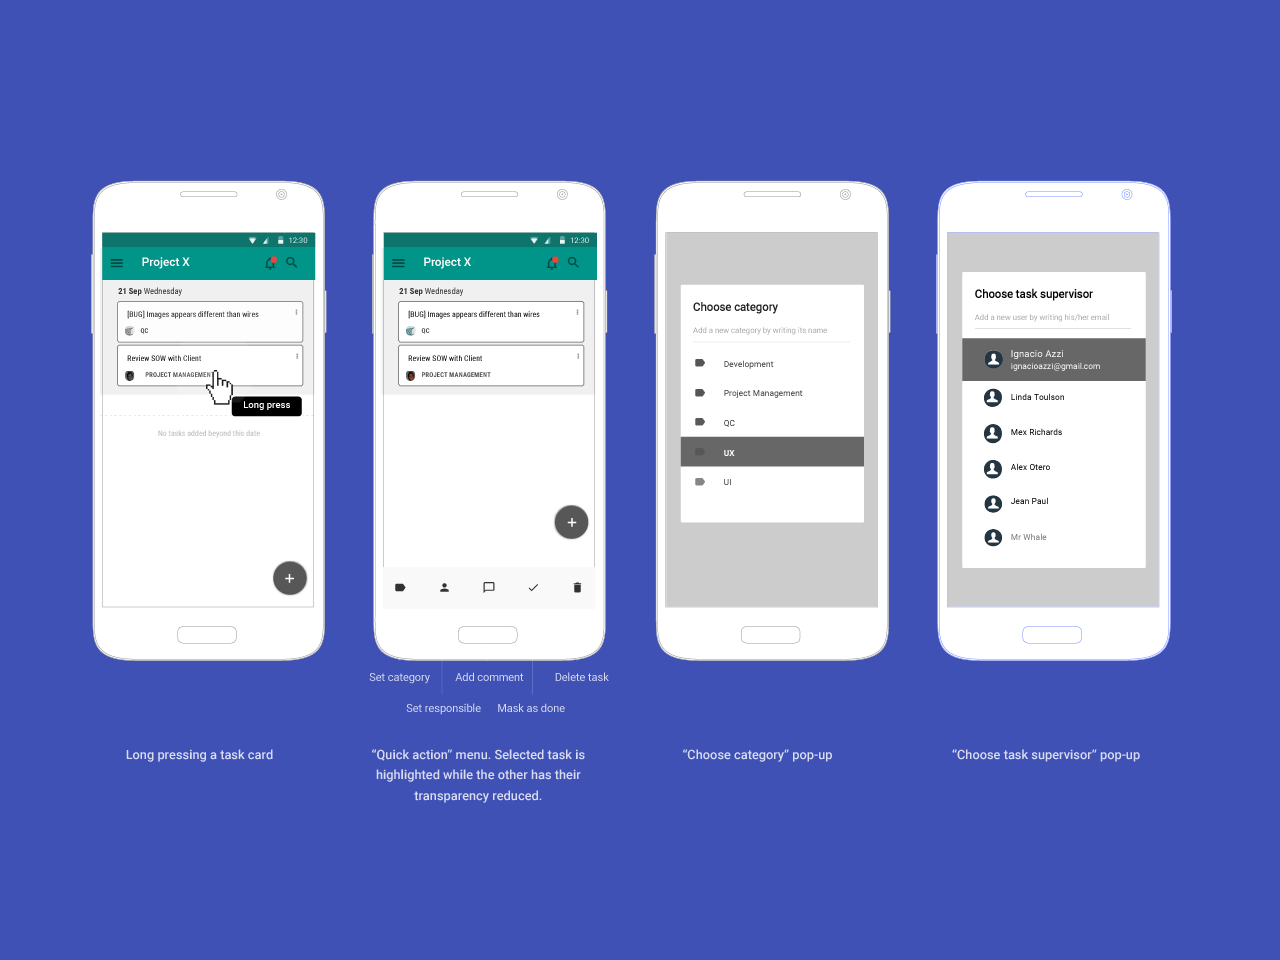 12:30
Project X
21 Sep Wednesday
[BUG] Images appears different than wires
QC
Review SOW with Client
PROJECT MANAGEMENT
Long press
No tasks added beyond this date
+
12:30
Project X
21 Sep Wednesday
[BUG] Images appears different than wires
QC
Review SOW with Client
PROJECT MANAGEMENT
+
Choose category
Add a new category by writing its name
Development
Project Management
QC
UX
UI
Choose task supervisor
Add a new user by writing his/her email
Ignacio Azzi
ignacioazzi@gmail.com
Linda Toulson
Mex Richards
Alex Otero
Jean Paul
Mr Whale
Set category
Add comment
Delete task
Set responsible
Mask as done
Long pressing a task card
“Quick action” menu. Selected task is
highlighted while the other has their
transparency reduced.
“Choose category” pop-up
“Choose task supervisor” pop-up